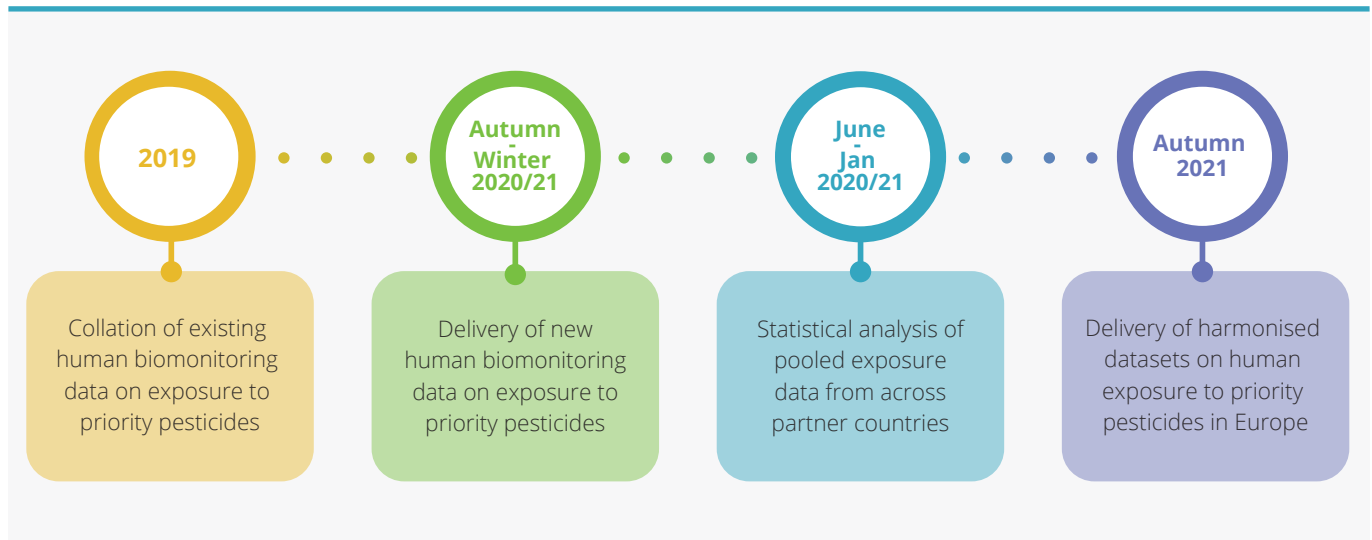 2019
Autumn
-
Winter
2020/21
June
-
Jan
2020/21
Autumn
2021
Collation of existing
human biomonitoring
data on exposure to
priority pesticides
Delivery of new
human biomonitoring
data on exposure to
priority pesticides
Statistical analysis of
pooled exposure
data from across
partner countries
Delivery of harmonised
datasets on human
exposure to priority
pesticides in Europe